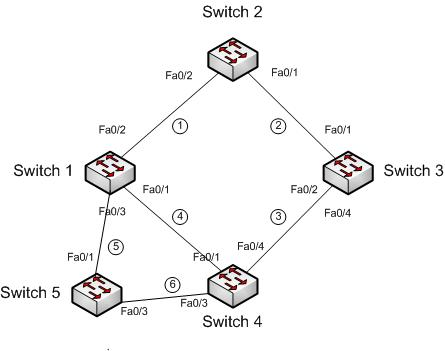 Switch 2
Fa0/2
Fa0/1
Fa0/2
1
2
Fa0/1
Switch 1
Switch 3
Fa0/1
Fa0/2
Fa0/3
4
3
Fa0/4
5
Fa0/1
Fa0/1
Fa0/4
Switch 5
6
Fa0/3
Fa0/3
Switch 4